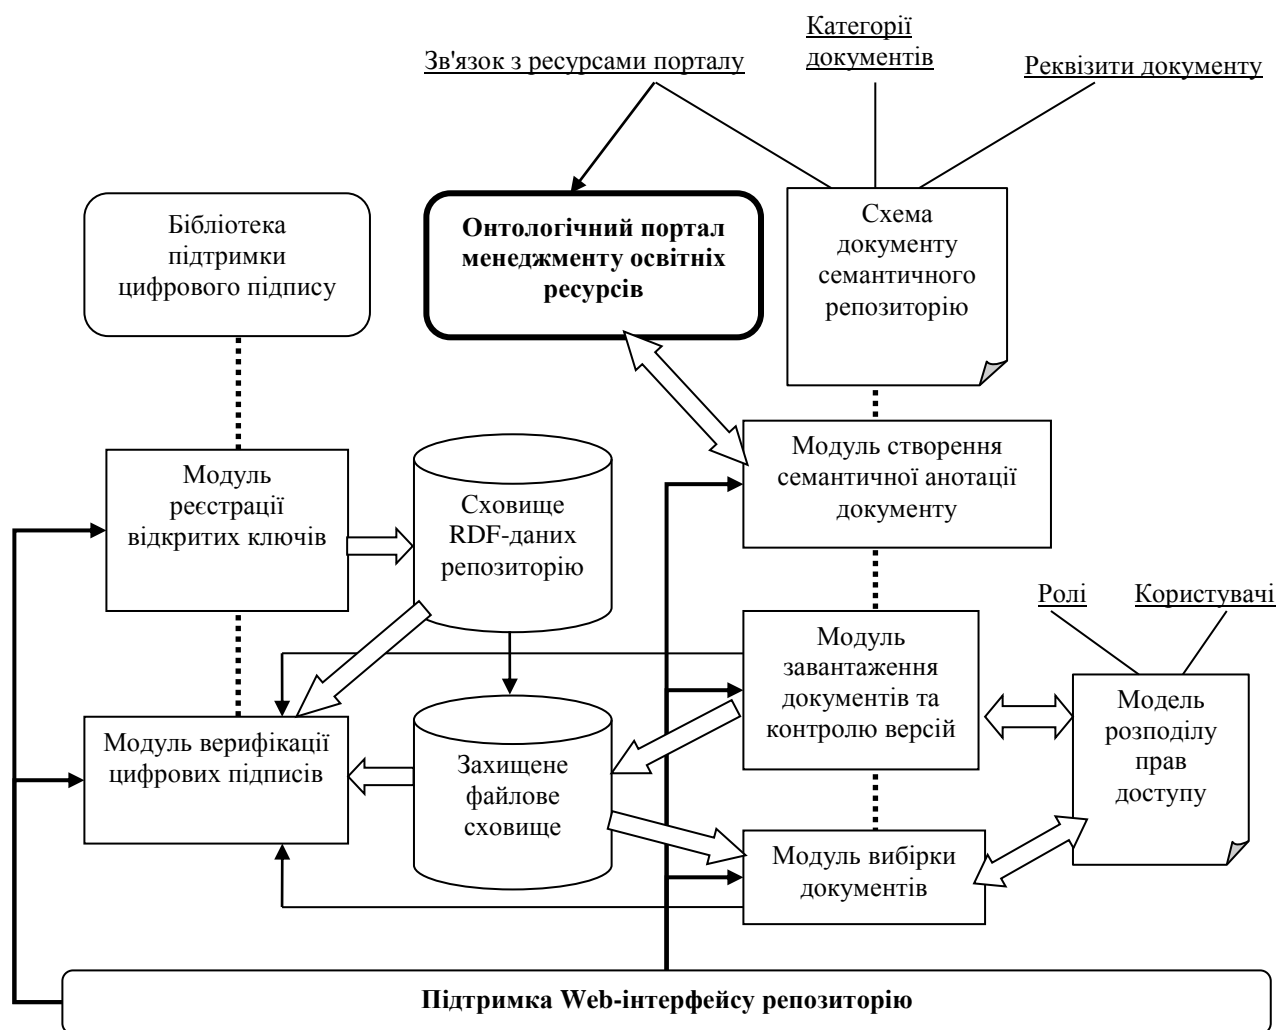 Категорії
документів
Зв'язок з ресурсами порталу
Реквізити документу
Бібліотека
підтримки
цифрового підпису
Онтологічний портал
менеджменту освітніх
ресурсів
Схема
документу
семантичного
репозиторію
Модуль
реєстрації
відкритих ключів
Сховище
RDF-даних
репозиторію
Модуль створення
семантичної анотації
документу
Ролі
Користувачі
Модуль
завантаження
документів та
контролю версій
Модель
розподілу
прав
доступу
Модуль верифікації
цифрових підписів
Захищене
файлове
сховище
Модуль вибірки
документів
Підтримка Web-інтерфейсу репозиторію